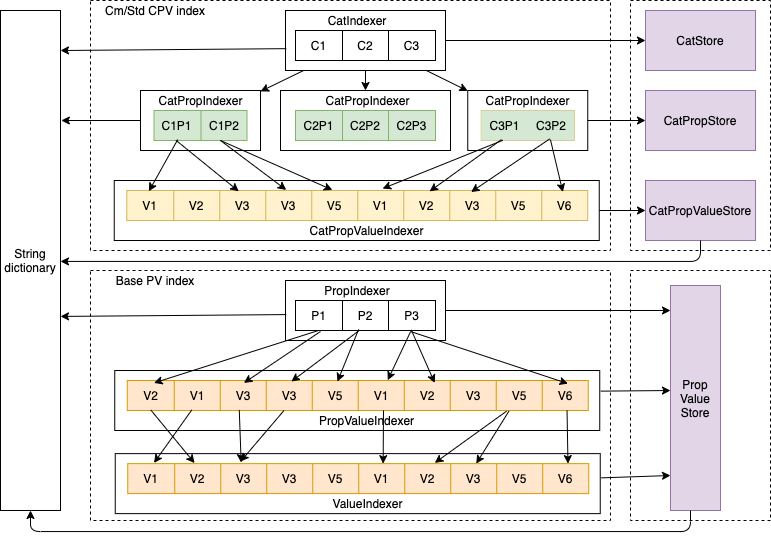 Cm/Std CPV index
CatIndexer
C1 C2 C3
CatStore
CatPropIndexer
C1P1 C1P2
CatPropIndexer
C2P1 C2P2 C2P3
CatPropIndexer
C3P1 C3P2
CatPropStore
V1 V2 V3 V3 V5 V1 V2 V3 V5 V6
CatPropValueIndexer
CatPropValueStore
String
dictionary
Base PV index
PropIndexer
P1 P2 P3
V2 V1 V3 V3 V5 V1 V2 V3 V5 V6
PropValueIndexer
Prop
Value
Store
V1 V2 V3 V3 V5 V1 V2 V3 V5 V6
ValueIndexer